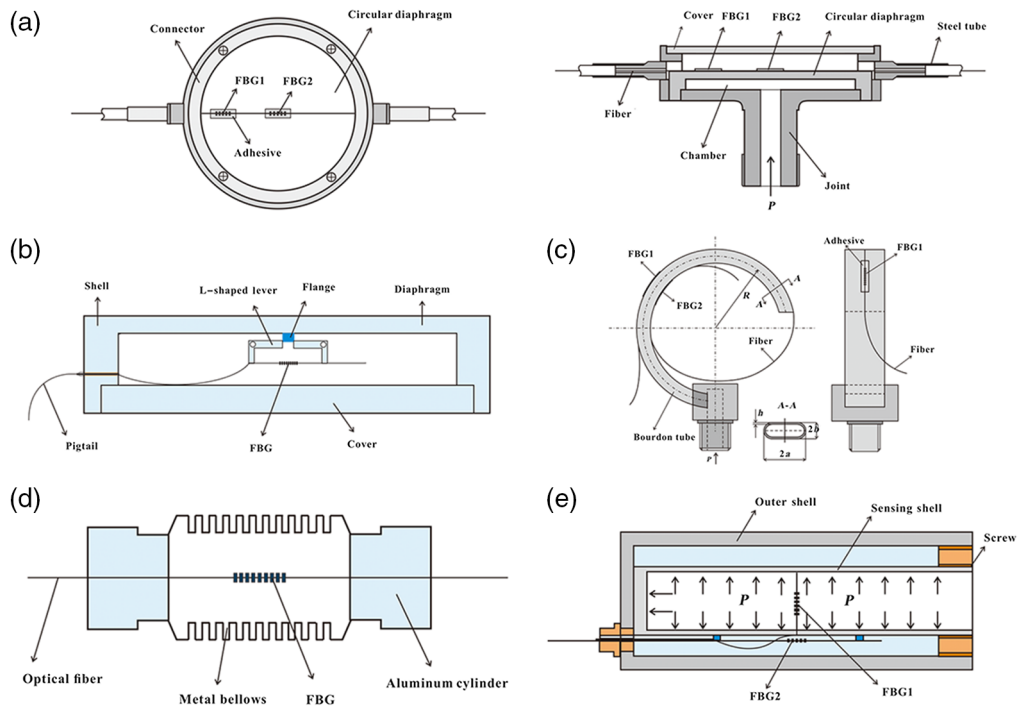 (a)
Connector
Circular diaphragm
FBG1
FBG2
Adhesive
Cover
FBG1
FBG2
Circular diaphragm
Steel tube
Fiber
Chamber
Joint
P
(b)
Shell
L-shaped lever
Flange
Diaphragm
Pigtail
FBG
Cover
(c)
FBG1
FBG2
R
A
A
Fiber
Bourdon tube
P
A-A
h
2b
2a
Adhesive
FBG1
Fiber
(d)
Optical fiber
Metal bellows
FBG
Aluminum cylinder
(e)
Outer shell
Sensing shell
Screw
P
P
FBG2
FBG1